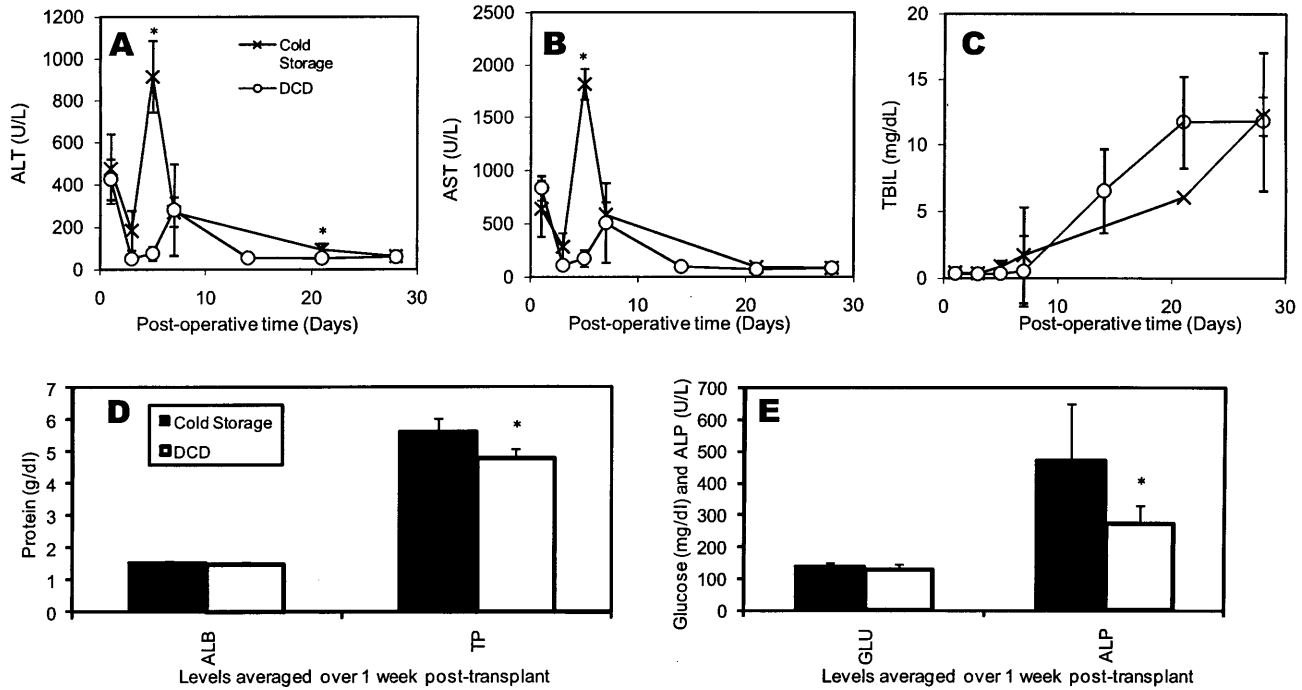 A
ALT (U/L)
1200
1000
800
600
400
200
0
0
10
20
30
*
*
Cold
Storage
DCD
Post-operative time (Days)
B
AST (U/L)
2500
2000
1500
1000
500
0
0
10
20
30
*
Post-operative time (Days)
C
TBIL (mg/dL)
20
15
10
5
0
0
10
20
30
Post-operative time (Days)
D
Protein (g/dl)
7
6
5
4
3
2
1
0
Cold Storage
DCD
*
ALB
TP
Levels averaged over 1 week post-transplant
E
Glucose (mg/dl) and ALP (U/L)
700
600
500
400
300
200
100
0
*
GLU
ALP
Levels averaged over 1 week post-transplant